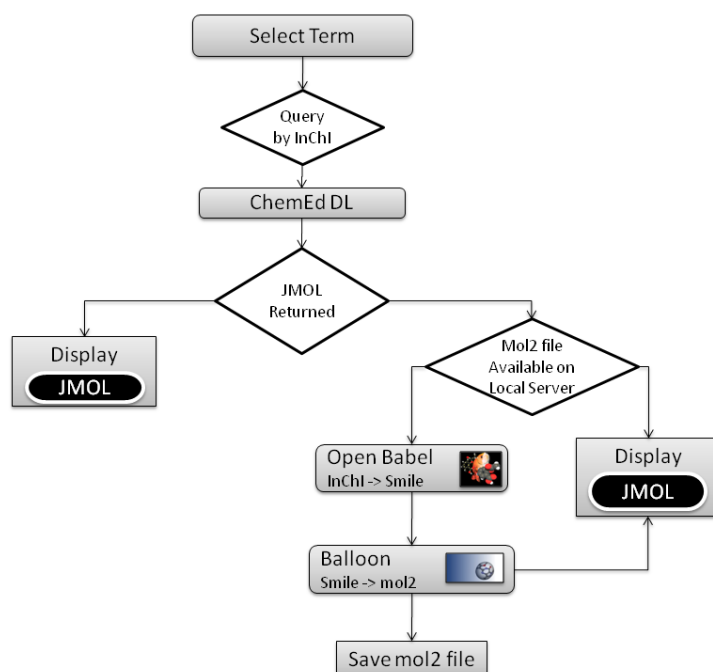 Select Term
Query
by InChI
ChemEd DL
JMOL
Returned
Display
JMOL
Mol2 file
Available on
Local Server
Open Babel
InChI -> Smile
Display
JMOL
Balloon
Smile -> mol2
Save mol2 file